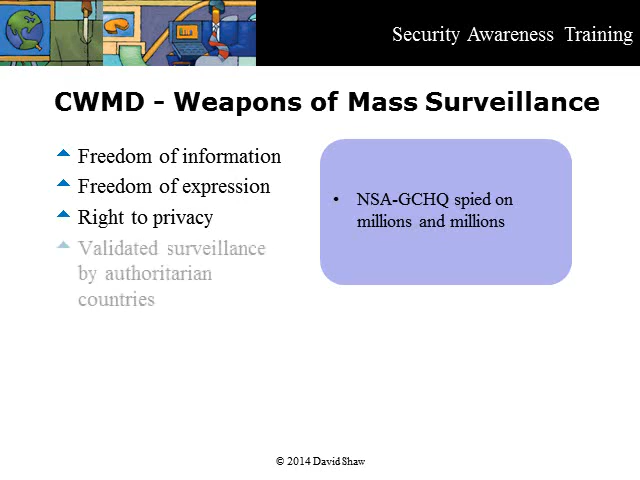 Security Awareness Training
CWMD - Weapons of Mass Surveillance
Freedom of information
Freedom of expression
Right to privacy
Validated surveillance
by authoritarian
countries
• NSA-GCHQ spied on
millions and millions
© 2014 David Shaw